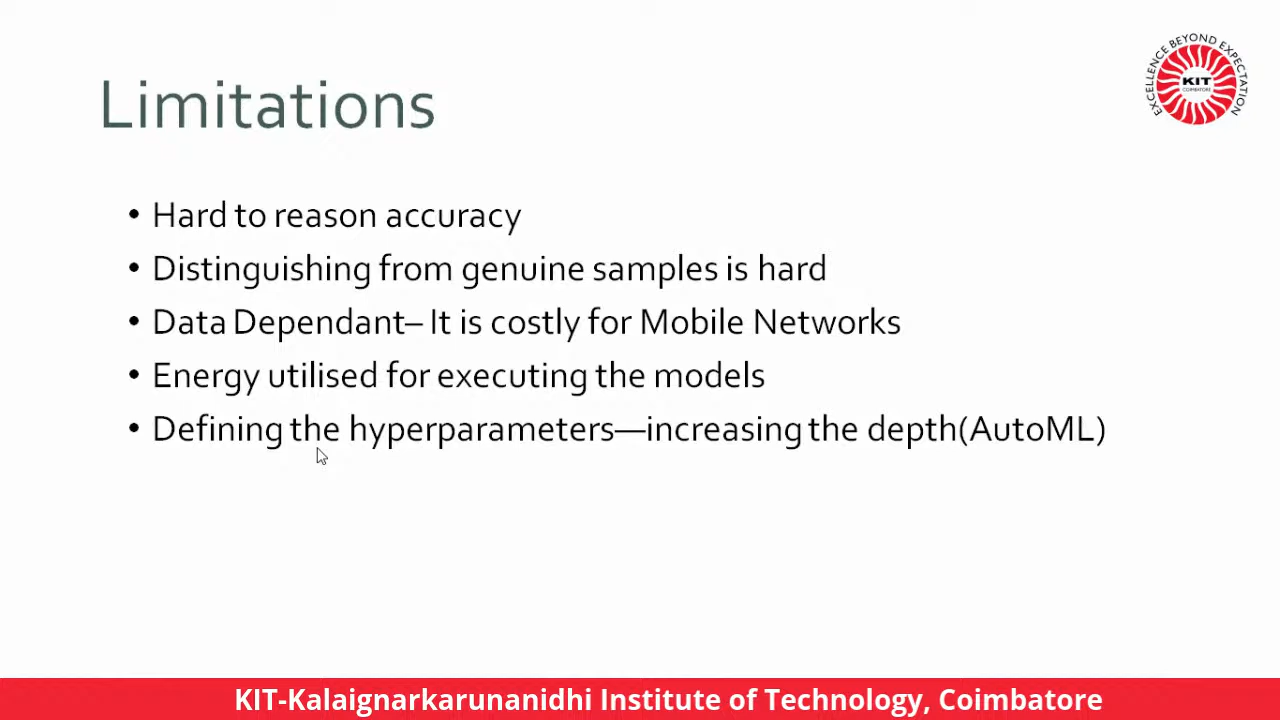 Limitations
EXCELLENCE BEYOND EXPECTATION
KIT
COIMBATORE
• Hard to reason accuracy
• Distinguishing from genuine samples is hard
• Data Dependant– It is costly for Mobile Networks
• Energy utilised for executing the models
• Defining the hyperparameters—increasing the depth(AutoML)
KIT-Kalaignarkarunanidhi Institute of Technology, Coimbatore